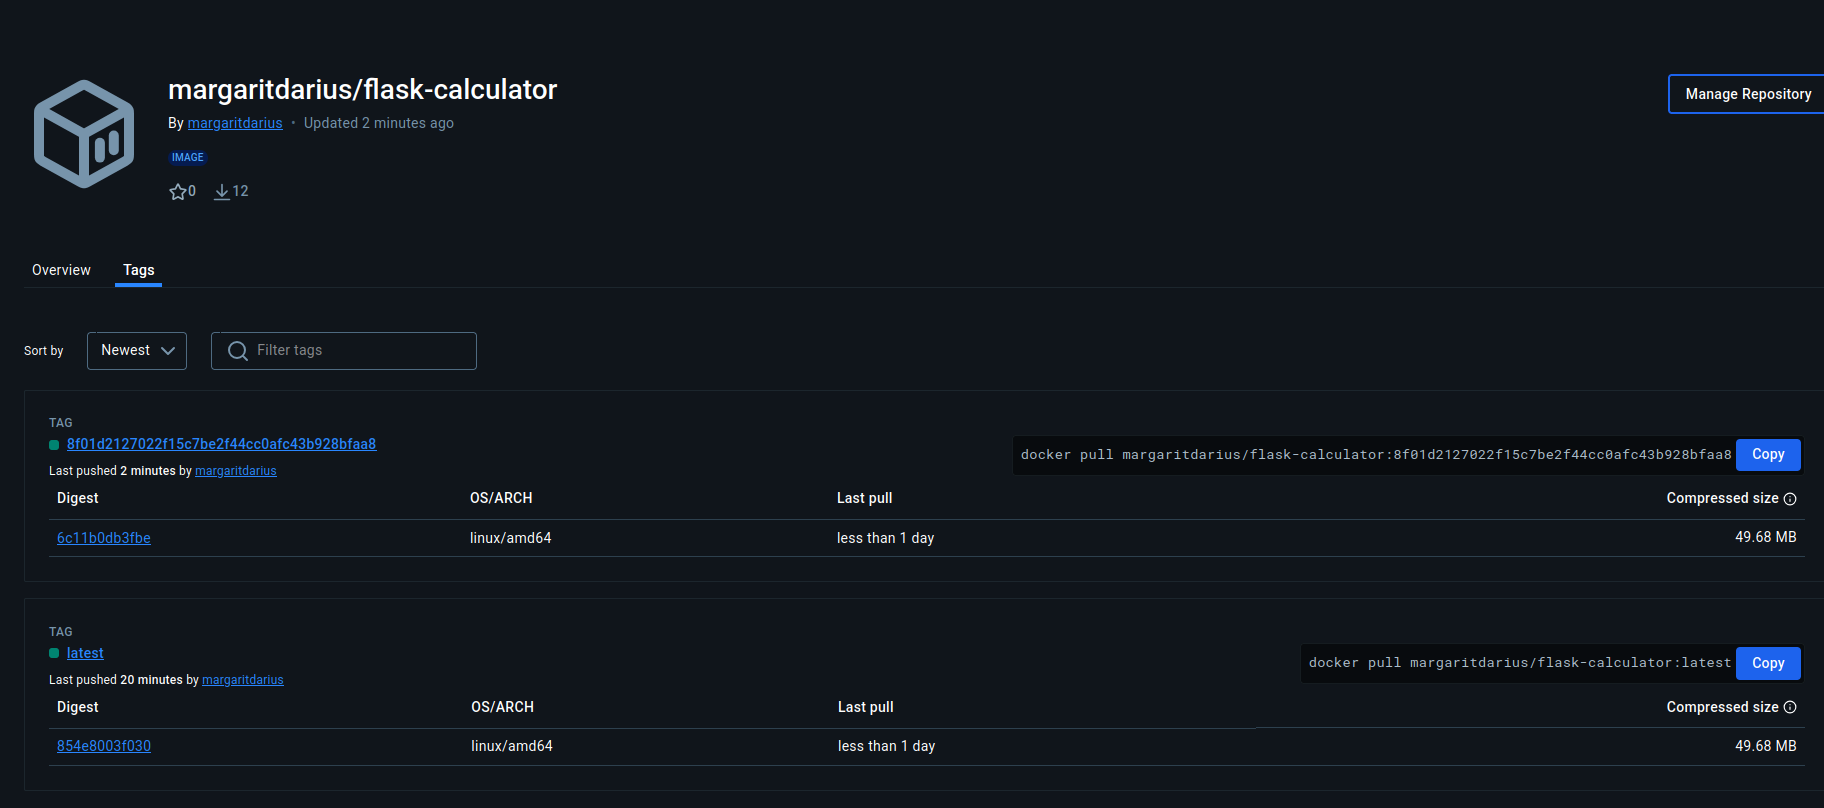 margaritdarius/flask-calculator
Manage Repository
By margaritdarius · Updated 2 minutes ago
IMAGE
0 12
Overview Tags
Sort by Newest Filter tags
TAG
8f01d2127022f15c7be2f44cc0afc43b928bfaa8
docker pull margaritdarius/flask-calculator:8f01d2127022f15c7be2f44cc0afc43b928bfaa8 Copy
Last pushed 2 minutes by margaritdarius
Digest OS/ARCH Last pull Compressed size
6c11b0db3fbe linux/amd64 less than 1 day 49.68 MB
TAG
latest
docker pull margaritdarius/flask-calculator:latest Copy
Last pushed 20 minutes by margaritdarius
Digest OS/ARCH Last pull Compressed size
854e8003f030 linux/amd64 less than 1 day 49.68 MB